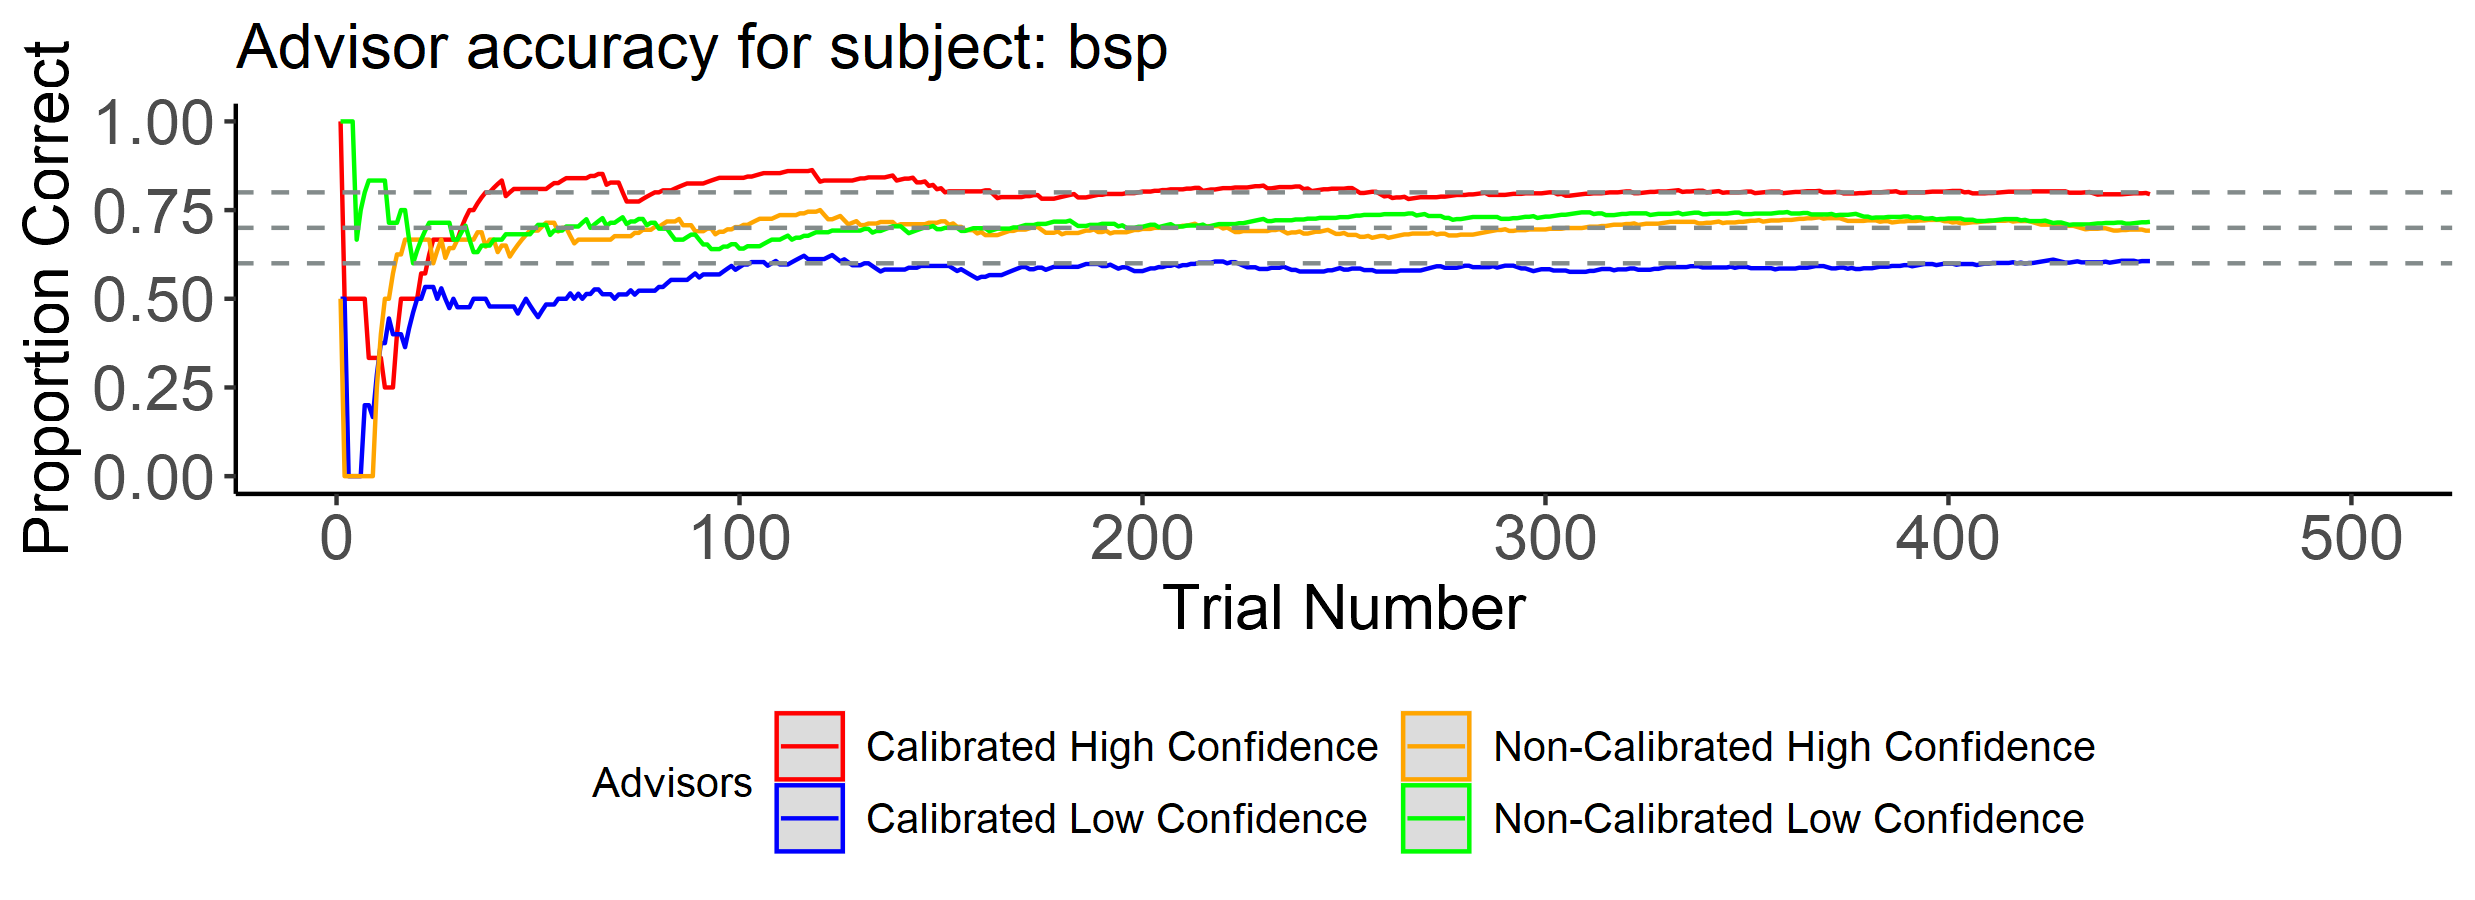 Advisor accuracy for subject: bsp
Proportion Correct
1.00
0.75
0.50
0.25
0.00
0 100 200 300 400 500
Trial Number
Advisors
Calibrated High Confidence
Non-Calibrated High Confidence
Calibrated Low Confidence
Non-Calibrated Low Confidence